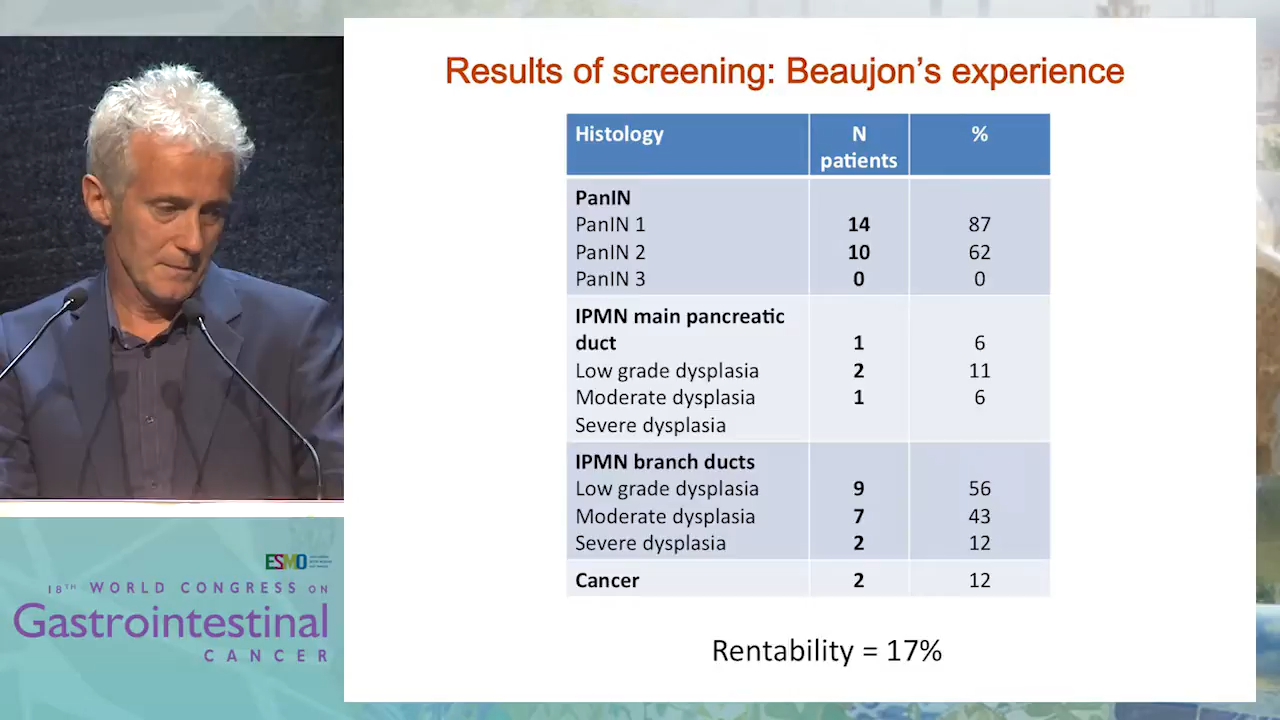 Results of screening: Beaujon's experience
Histology N patients %
PanIN
PanIN 1 14 87
PanIN 2 10 62
PanIN 3 0 0
IPMN main pancreatic
duct 1 6
Low grade dysplasia 2 11
Moderate dysplasia 1 6
Severe dysplasia
IPMN branch ducts
Low grade dysplasia 9 56
Moderate dysplasia 7 43
Severe dysplasia 2 12
Cancer 2 12
Rentability = 17%
ESMO
18TH WORLD CONGRESS ON
Gastrointestinal
CANCER